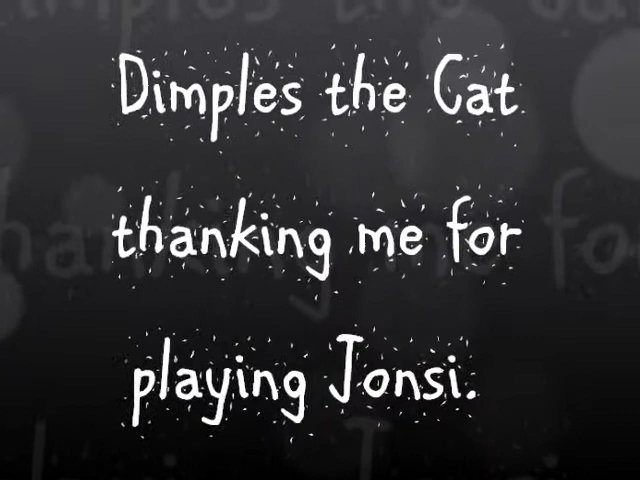 Dimples the Cat
thanking me for
playing Jonsi.